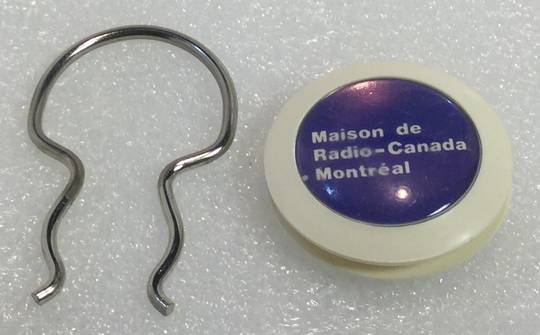 Maison de
Radio-Canada
Montréal